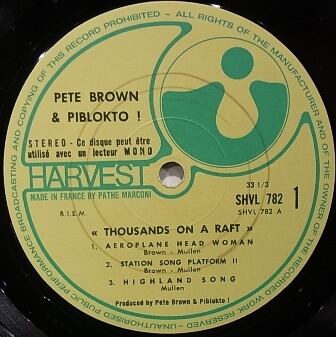 BROADCASTING AND COPYING OF THIS RECORD PROHIBITED - ALL RIGHTS OF THE MANUFACTURER AND OF THE OWNER OF THE RECORDED WORK RESERVED - UNAUTHORISED PUBLIC PERFORMANCE
PETE BROWN
& PIBLOKTO !
STEREO - Ce disque peut être
utilisé avec un lecteur MONO
HARVEST
MADE IN FRANCE BY PATHE MARCONI
33 1/3
SHVL 782 1
SHVL 782 A
B.I.E.M
« THOUSANDS ON A RAFT »
1. AEROPLANE HEAD WOMAN
Brown - Mullen
2. STATION SONG PLATFORM II
Brown - Mullen
3. HIGHLAND SONG
Mullen
Produced by Pete Brown & Piblokto !